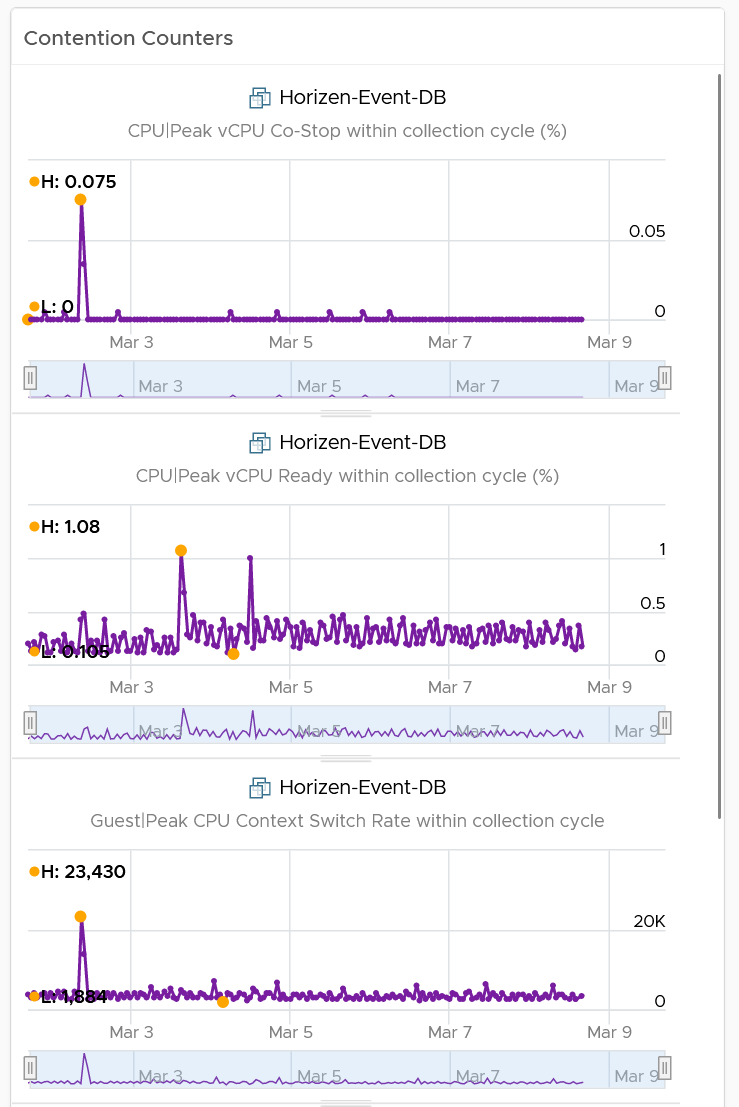 Contention Counters
Horizen-Event-DB
CPU|Peak vCPU Co-Stop within collection cycle (%)
H: 0.075
0.05
L: 0
0
Mar 3 Mar 5 Mar 7 Mar 9
Mar 3 Mar 5 Mar 7 Mar 9
Horizen-Event-DB
CPU|Peak vCPU Ready within collection cycle (%)
H: 1.08
1
0.5
L: 0.105
0
Mar 3 Mar 5 Mar 7 Mar 9
Mar 3 Mar 5 Mar 7 Mar 9
Horizen-Event-DB
Guest|Peak CPU Context Switch Rate within collection cycle
H: 23,430
20K
L: 1,884
0
Mar 3 Mar 5 Mar 7 Mar 9
Mar 3 Mar 5 Mar 7 Mar 9